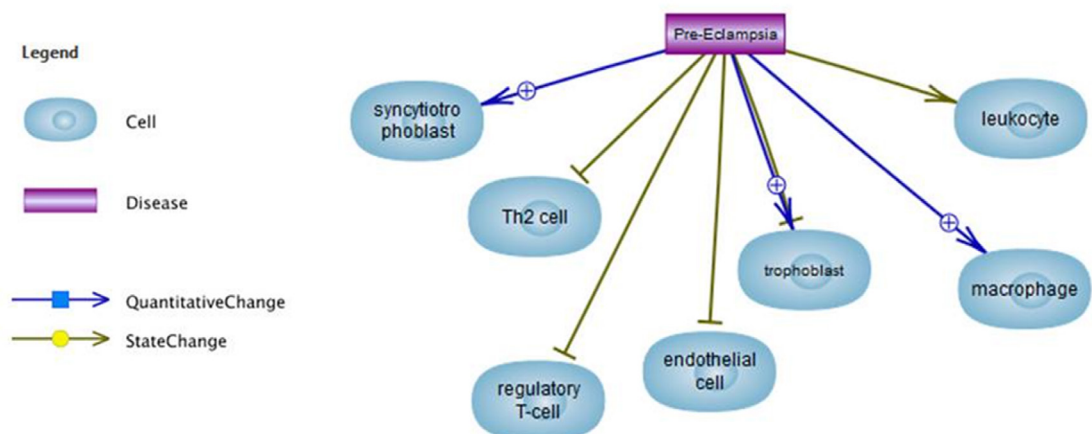 Legend
Cell
Disease
QuantitativeChange
StateChange
Pre-Eclampsia
syncytiotro
phoblast
leukocyte
Th2 cell
trophoblast
macrophage
endothelial
cell
regulatory
T-cell